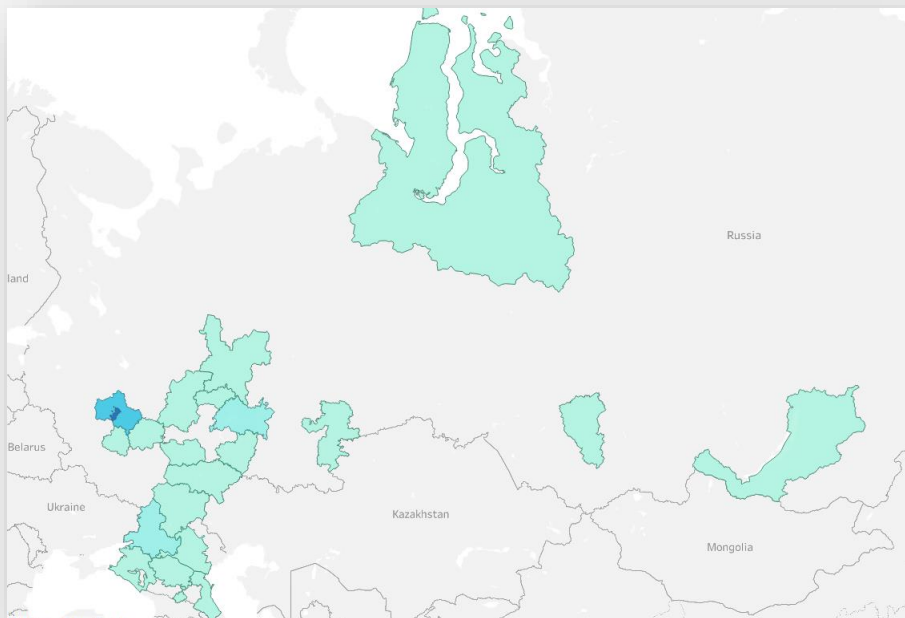 Russia
land
Belarus
Ukraine
Kazakhstan
Mongolia